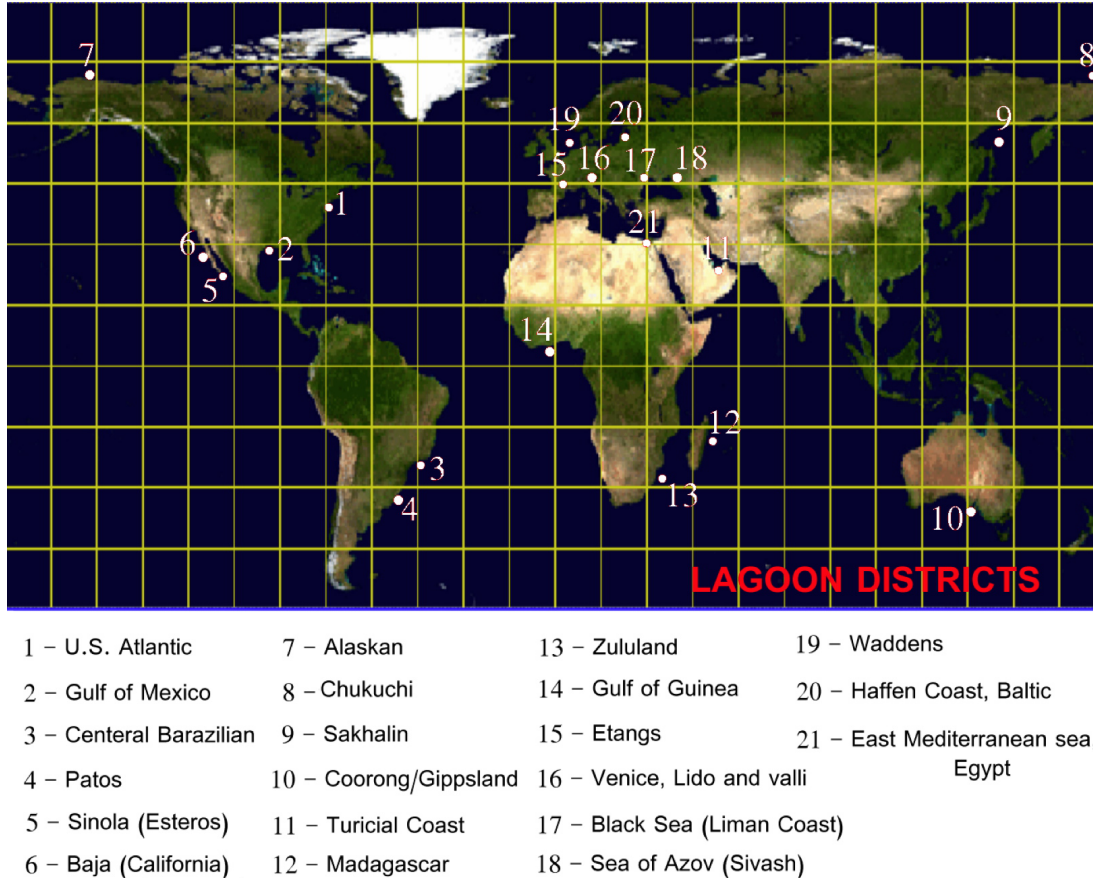 7
8
19
20
9
15
16
17
18
1
21
6
2
11
5
14
12
3
13
4
10
LAGOON DISTRICTS
1 – U.S. Atlantic
2 – Gulf of Mexico
3 – Centeral Barazilian
4 – Patos
5 – Sinola (Esteros)
6 – Baja (California)
7 – Alaskan
8 – Chukuchi
9 – Sakhalin
10 – Coorong/Gippsland
11 – Turicial Coast
12 – Madagascar
13 – Zululand
14 – Gulf of Guinea
15 – Etangs
16 – Venice, Lido and valli
17 – Black Sea (Liman Coast)
18 – Sea of Azov (Sivash)
19 – Waddens
20 – Haffen Coast, Baltic
21 – East Mediterranean sea,
Egypt